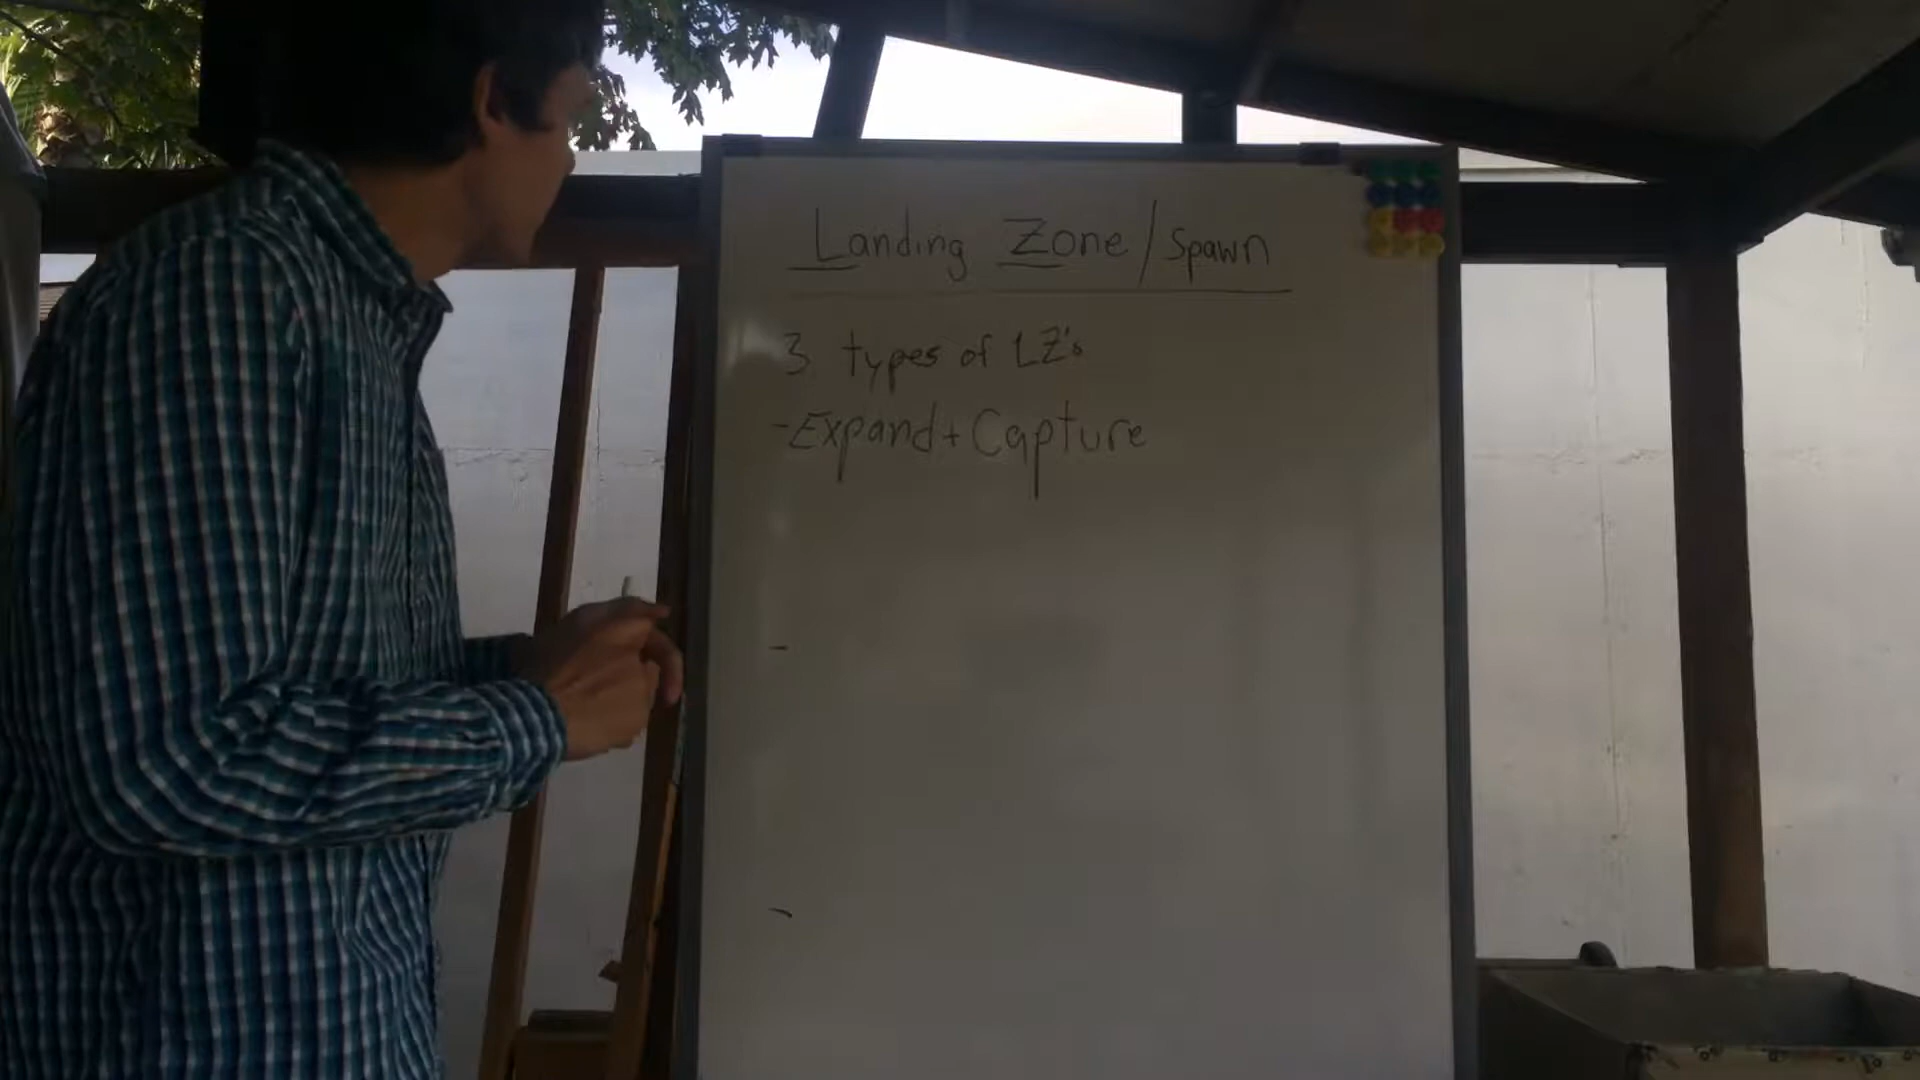 Landing Zone/Spawn
3 types of LZ's
-Expand+Capture
-
-